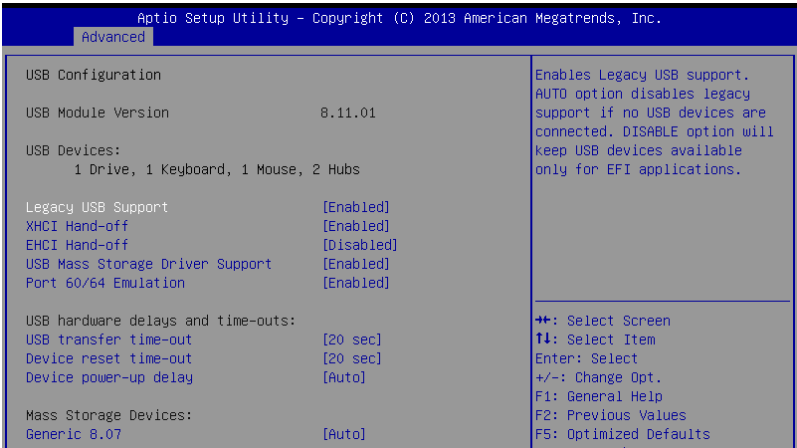 Aptio Setup Utility – Copyright (C) 2013 American Megatrends, Inc.
Advanced
USB Configuration
USB Module Version 8.11.01
USB Devices:
1 Drive, 1 Keyboard, 1 Mouse, 2 Hubs
Legacy USB Support [Enabled]
XHCI Hand-off [Enabled]
EHCI Hand-off [Disabled]
USB Mass Storage Driver Support [Enabled]
Port 60/64 Emulation [Enabled]
USB hardware delays and time-outs:
USB transfer time-out [20 sec]
Device reset time-out [20 sec]
Device power-up delay [Auto]
Mass Storage Devices:
Generic 8.07 [Auto]
Enables Legacy USB support.
AUTO option disables legacy
support if no USB devices are
connected. DISABLE option will
keep USB devices available
only for EFI applications.
→←: Select Screen
↑↓: Select Item
Enter: Select
+/-: Change Opt.
F1: General Help
F2: Previous Values
F5: Optimized Defaults